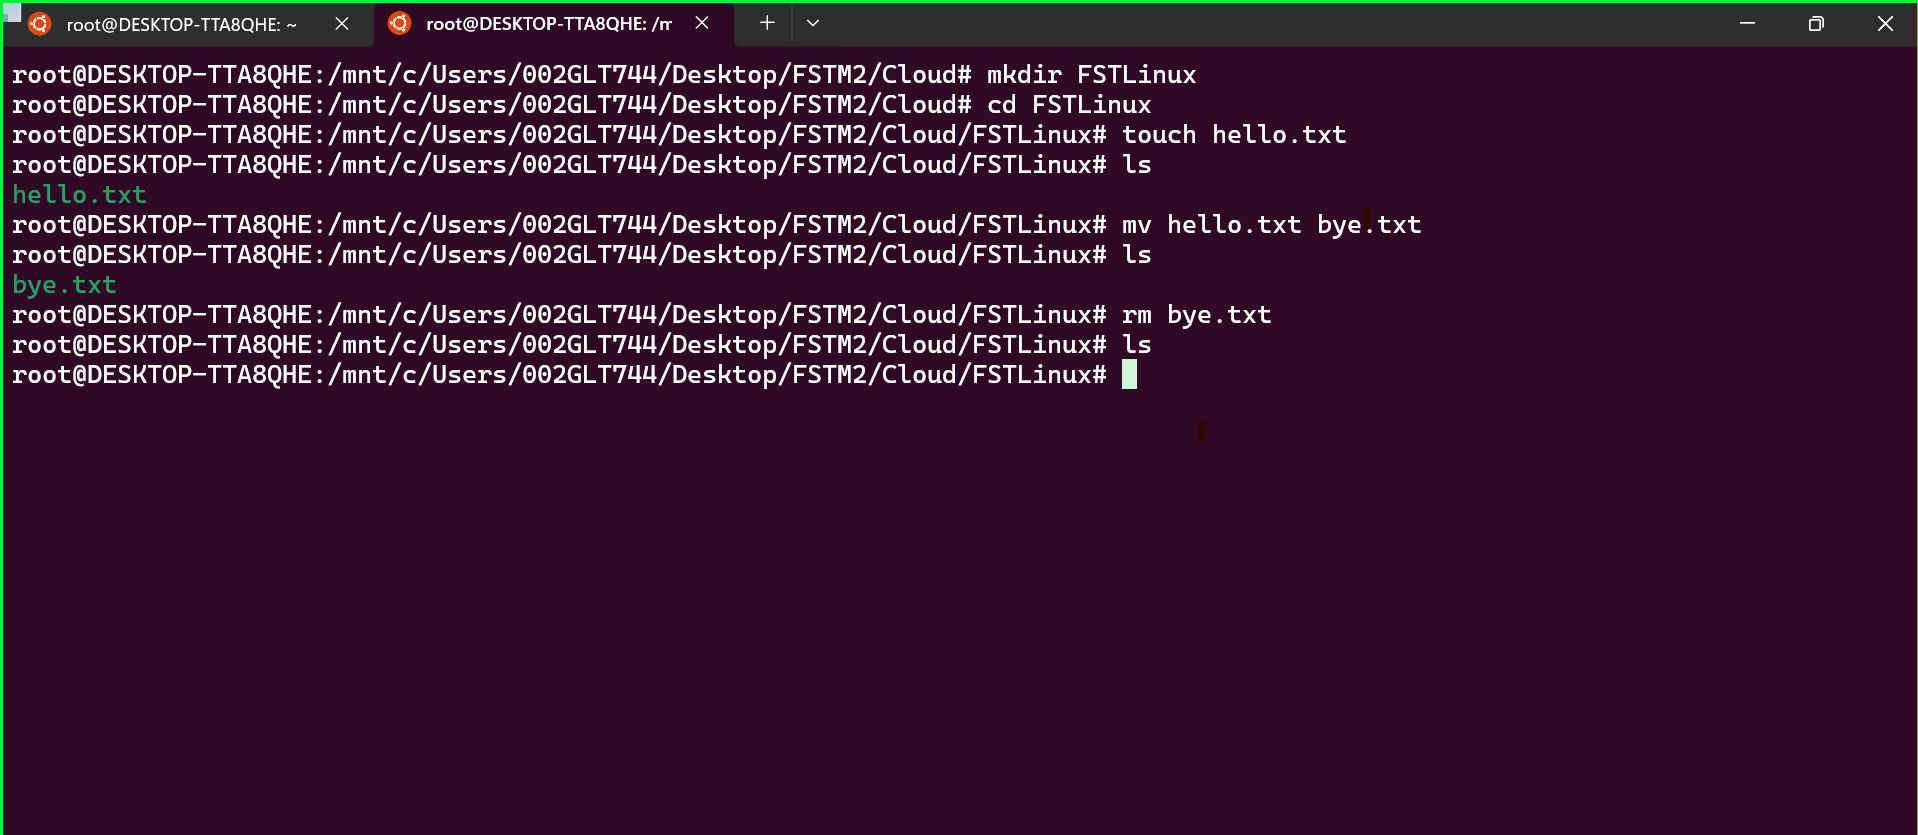 root@DESKTOP-TTA8QHE: ~
root@DESKTOP-TTA8QHE: /m
root@DESKTOP-TTA8QHE:/mnt/c/Users/002GLT744/Desktop/FSTM2/Cloud# mkdir FSTLinux
root@DESKTOP-TTA8QHE:/mnt/c/Users/002GLT744/Desktop/FSTM2/Cloud# cd FSTLinux
root@DESKTOP-TTA8QHE:/mnt/c/Users/002GLT744/Desktop/FSTM2/Cloud/FSTLinux# touch hello.txt
root@DESKTOP-TTA8QHE:/mnt/c/Users/002GLT744/Desktop/FSTM2/Cloud/FSTLinux# ls
hello.txt
root@DESKTOP-TTA8QHE:/mnt/c/Users/002GLT744/Desktop/FSTM2/Cloud/FSTLinux# mv hello.txt bye.txt
root@DESKTOP-TTA8QHE:/mnt/c/Users/002GLT744/Desktop/FSTM2/Cloud/FSTLinux# ls
bye.txt
root@DESKTOP-TTA8QHE:/mnt/c/Users/002GLT744/Desktop/FSTM2/Cloud/FSTLinux# rm bye.txt
root@DESKTOP-TTA8QHE:/mnt/c/Users/002GLT744/Desktop/FSTM2/Cloud/FSTLinux# ls
root@DESKTOP-TTA8QHE:/mnt/c/Users/002GLT744/Desktop/FSTM2/Cloud/FSTLinux#